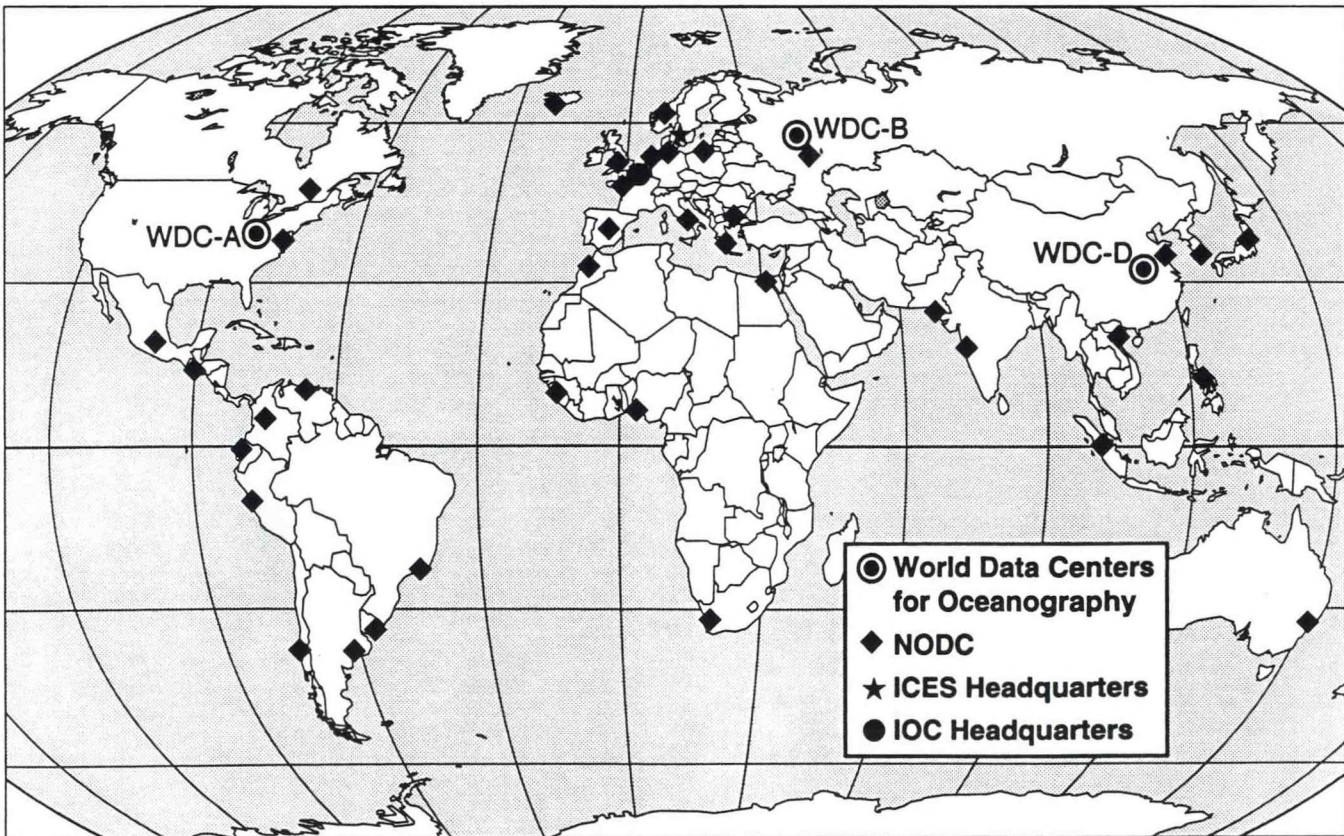 WDC-B
WDC-A
WDC-D
World Data Centers
for Oceanography
NODC
ICES Headquarters
IOC Headquarters